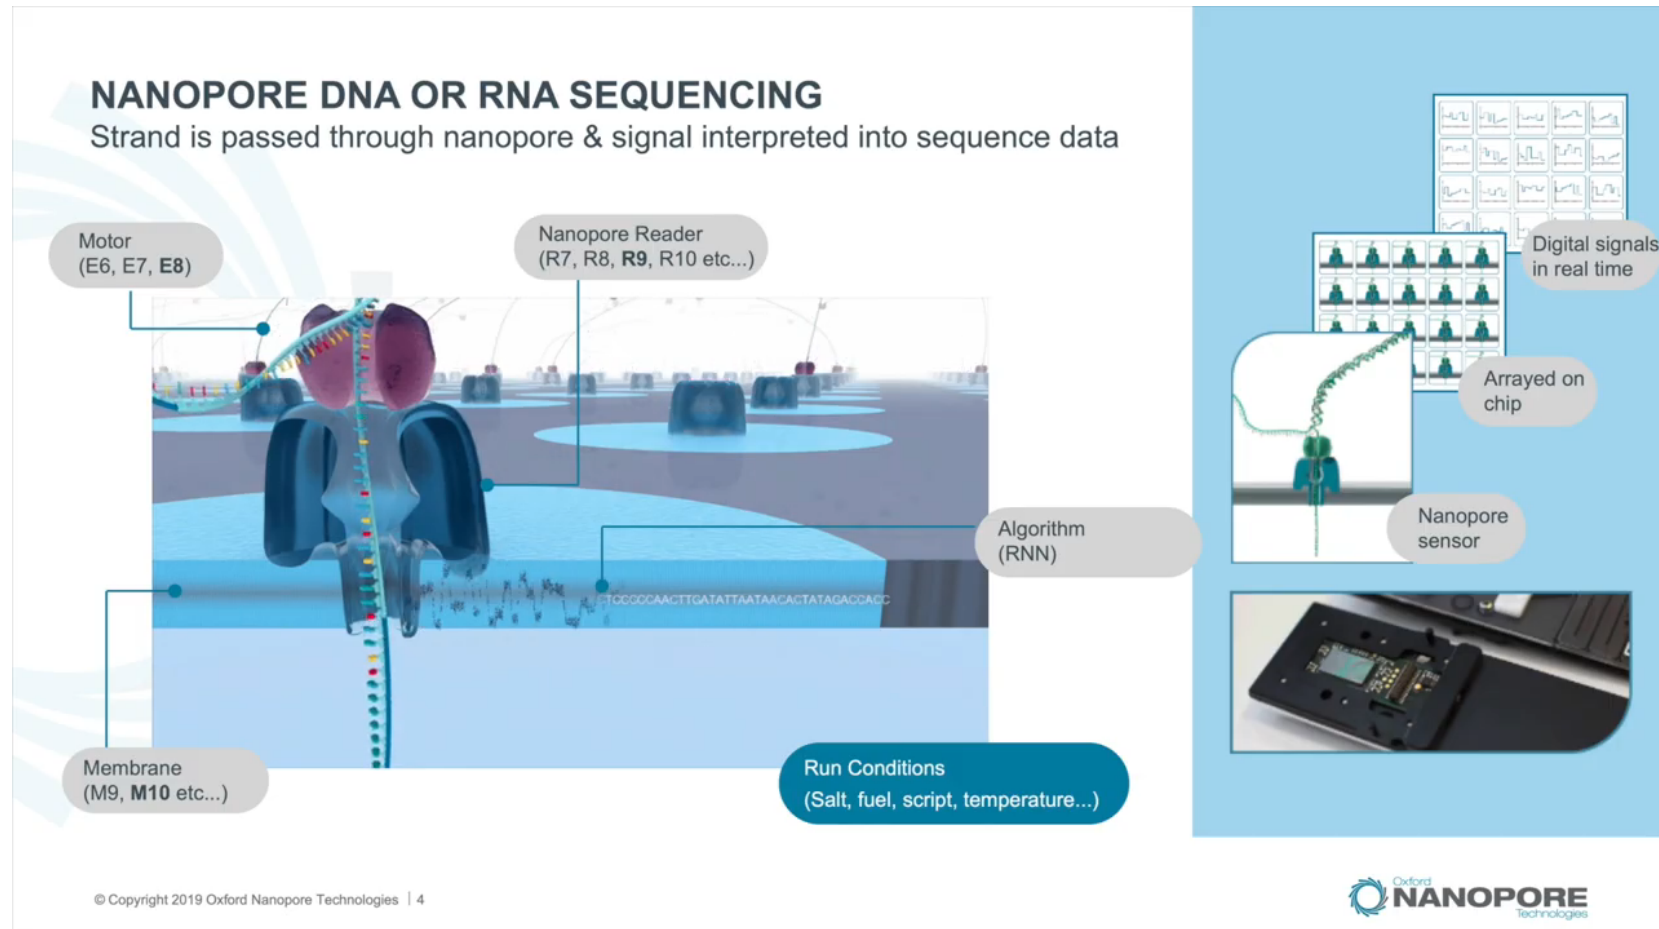 NANOPORE DNA OR RNA SEQUENCING
Strand is passed through nanopore & signal interpreted into sequence data
Motor
(E6, E7, E8)
Nanopore Reader
(R7, R8, R9, R10 etc...)
Algorithm
(RNN)
TCCGCCAACTTGATATTAATAACACTATAGACCACC
Membrane
(M9, M10 etc...)
Run Conditions
(Salt, fuel, script, temperature...)
Digital signals
in real time
Arrayed on
chip
Nanopore
sensor
© Copyright 2019 Oxford Nanopore Technologies | 4
Oxford
NANOPORE
Technologies